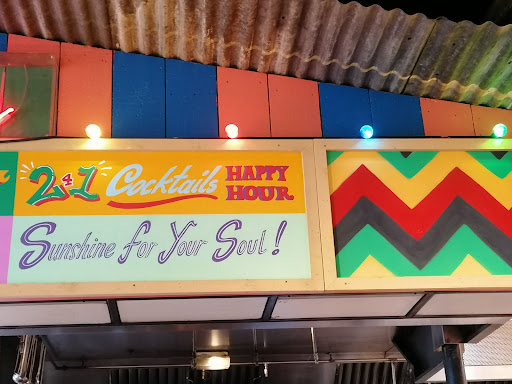 2 4 1 Cocktails HAPPY HOUR
Sunshine for Your Soul!